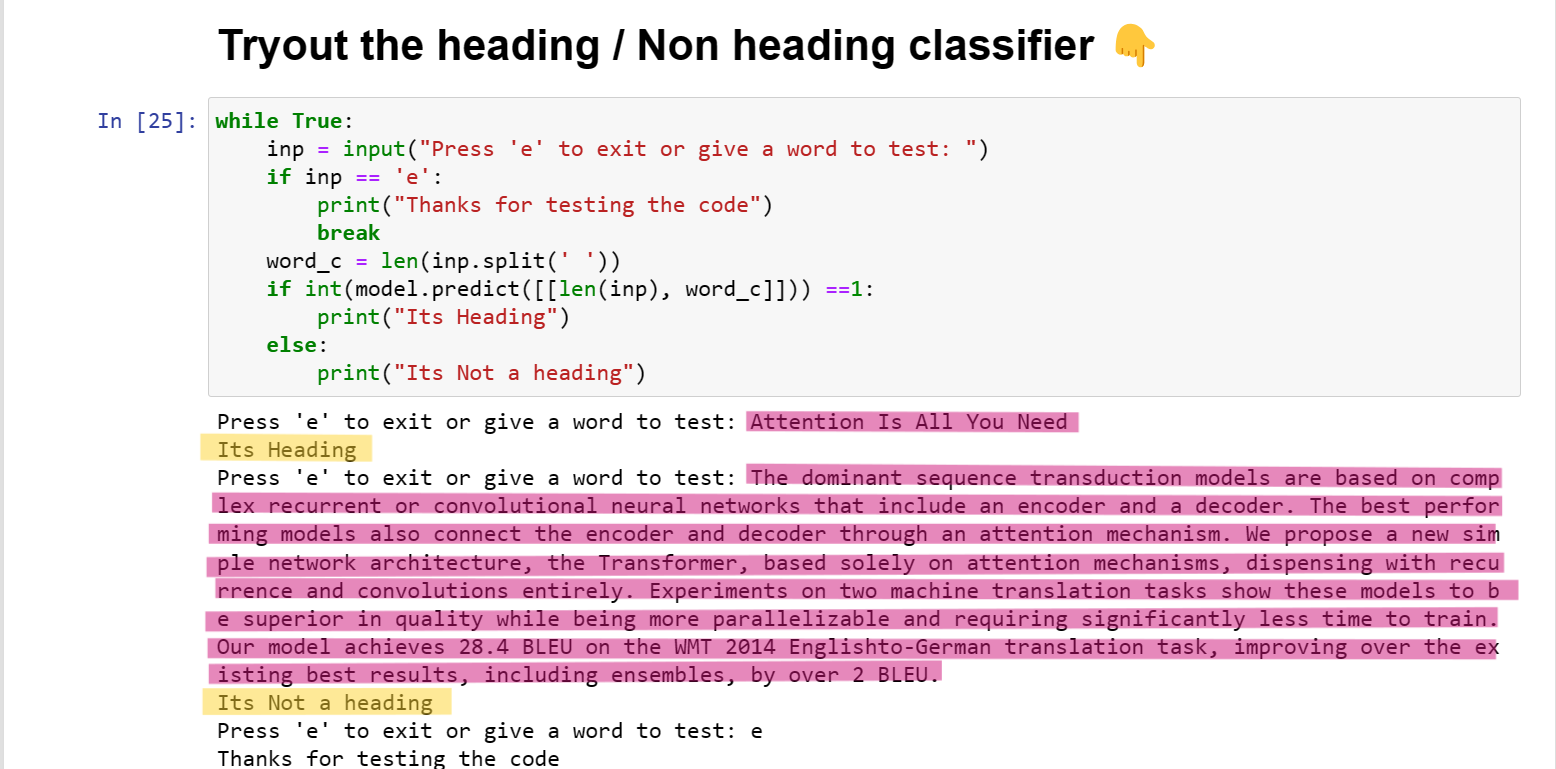 Tryout the heading / Non heading classifier 👇
In [25]:
while True:
    inp = input("Press 'e' to exit or give a word to test: ")
    if inp == 'e':
        print("Thanks for testing the code")
        break
    word_c = len(inp.split(' '))
    if int(model.predict([[len(inp), word_c]])) ==1:
        print("Its Heading")
    else:
        print("Its Not a heading")
Press 'e' to exit or give a word to test: Attention Is All You Need
Its Heading
Press 'e' to exit or give a word to test: The dominant sequence transduction models are based on comp
lex recurrent or convolutional neural networks that include an encoder and a decoder. The best perfor
ming models also connect the encoder and decoder through an attention mechanism. We propose a new sim
ple network architecture, the Transformer, based solely on attention mechanisms, dispensing with recu
rrence and convolutions entirely. Experiments on two machine translation tasks show these models to b
e superior in quality while being more parallelizable and requiring significantly less time to train.
Our model achieves 28.4 BLEU on the WMT 2014 Englishto-German translation task, improving over the ex
isting best results, including ensembles, by over 2 BLEU.
Its Not a heading
Press 'e' to exit or give a word to test: e
Thanks for testing the code